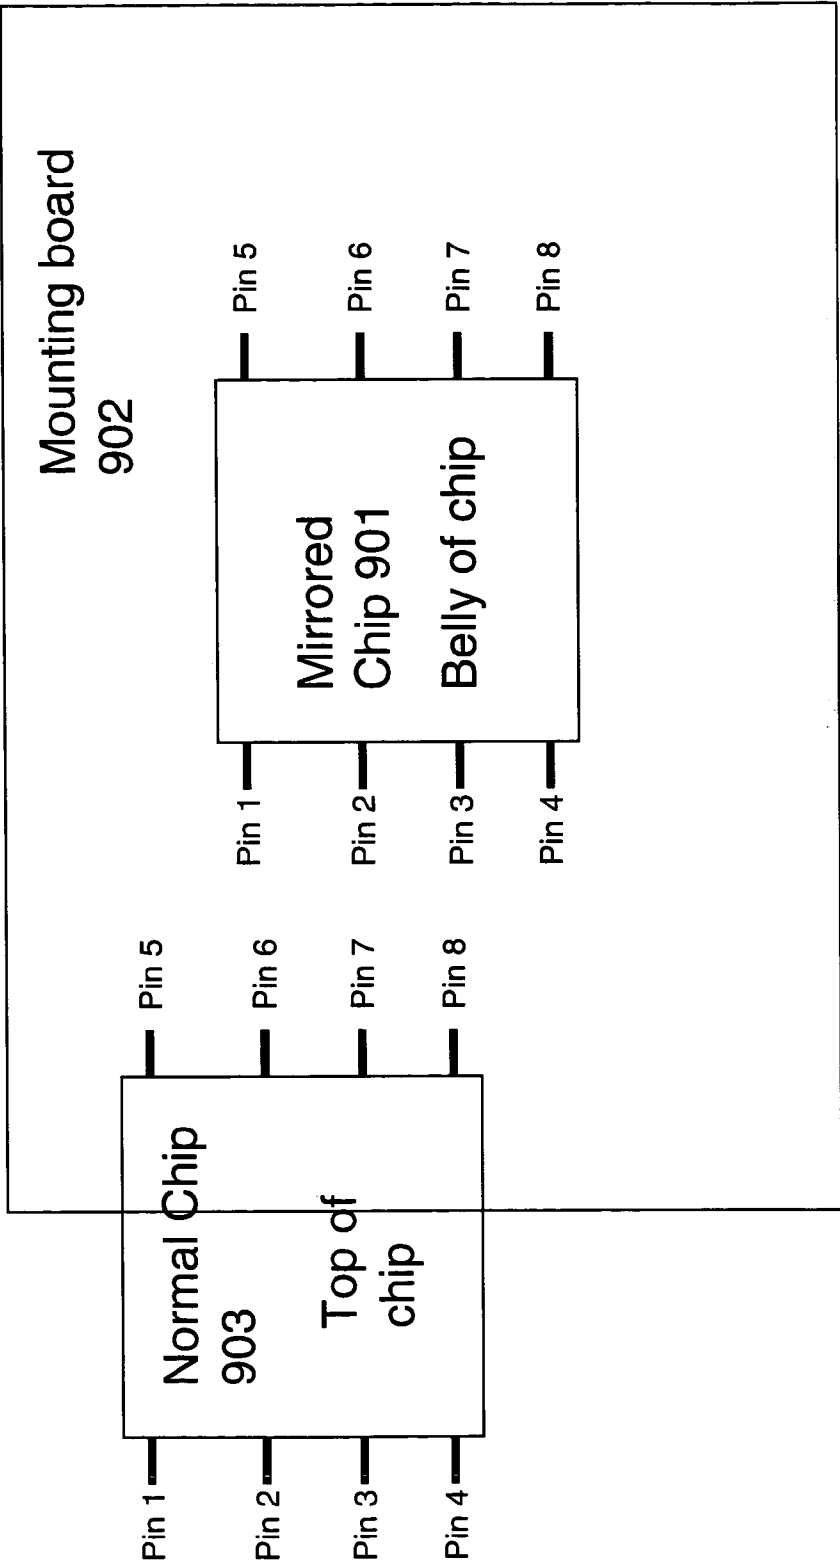 Mounting board
902
Normal Chip
903
Top of
chip
Pin 1
Pin 2
Pin 3
Pin 4
Pin 5
Pin 6
Pin 7
Pin 8
Mirrored
Chip 901
Belly of chip
Pin 1
Pin 2
Pin 3
Pin 4
Pin 5
Pin 6
Pin 7
Pin 8